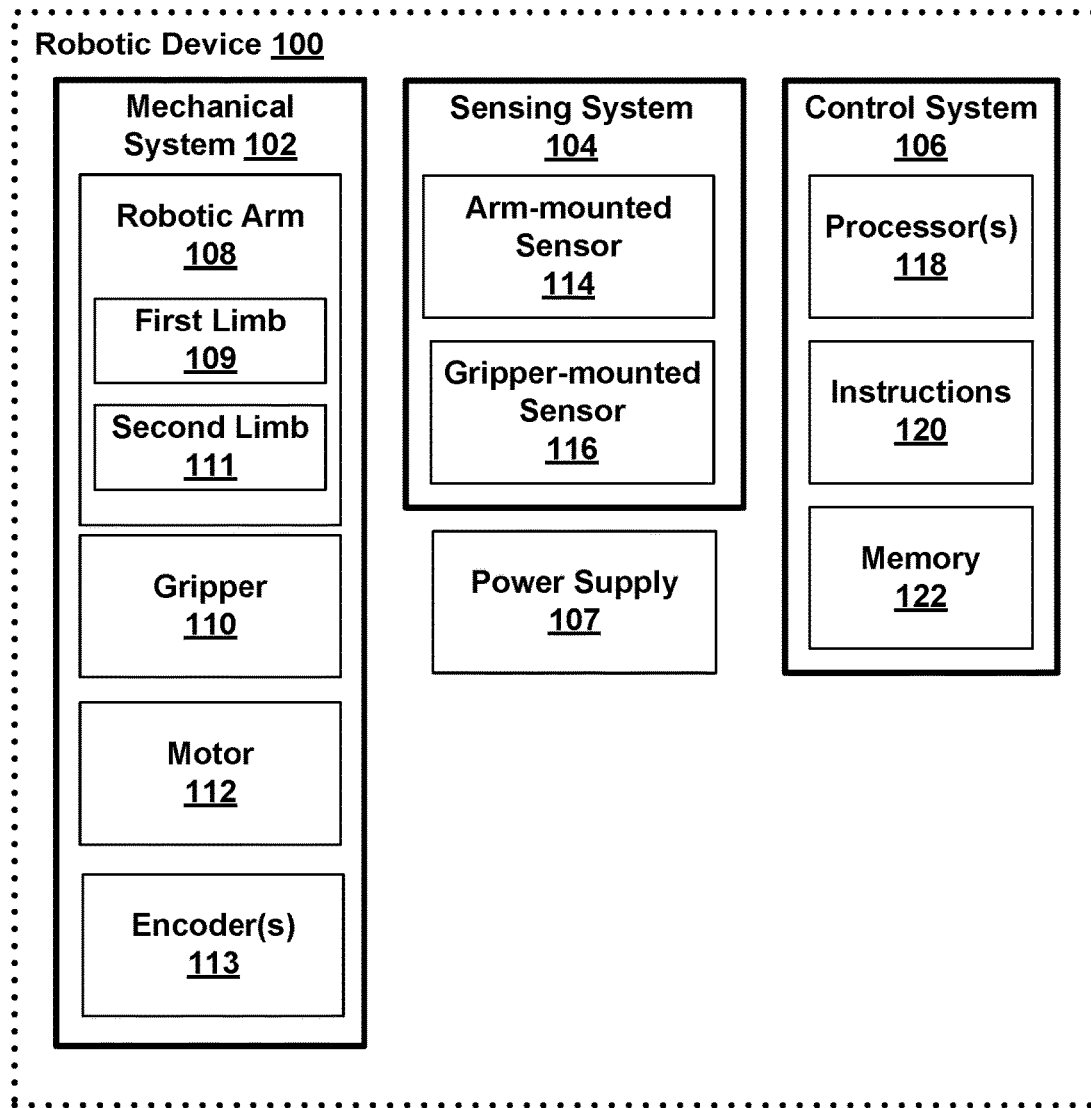 Robotic Device 100
Mechanical
System 102
Robotic Arm
108
First Limb
109
Second Limb
111
Gripper
110
Motor
112
Encoder(s)
113
Sensing System
104
Arm-mounted
Sensor
114
Gripper-mounted
Sensor
116
Power Supply
107
Control System
106
Processor(s)
118
Instructions
120
Memory
122